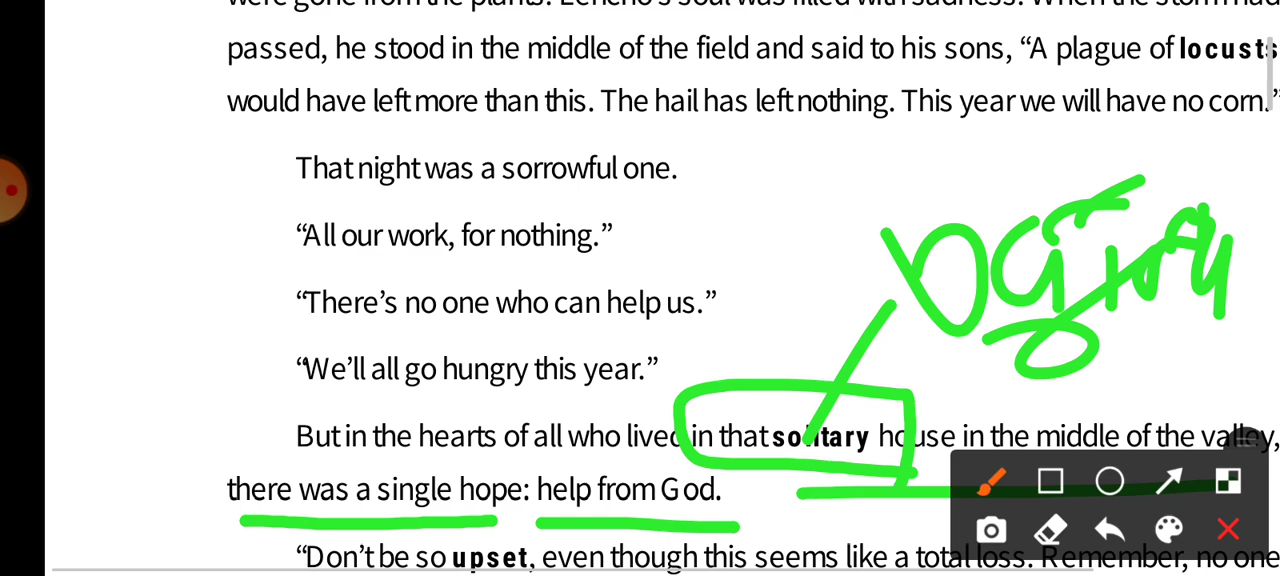 passed, he stood in the middle of the field and said to his sons, “A plague of locusts
would have left more than this. The hail has left nothing. This year we will have no corn.”
That night was a sorrowful one.
“All our work, for nothing.”
“There’s no one who can help us.”
“We’ll all go hungry this year.”
But in the hearts of all who lived in that solitary house in the middle of the valley,
there was a single hope: help from God.
“Don’t be so upset, even though this seems like a total loss. Remember, no one